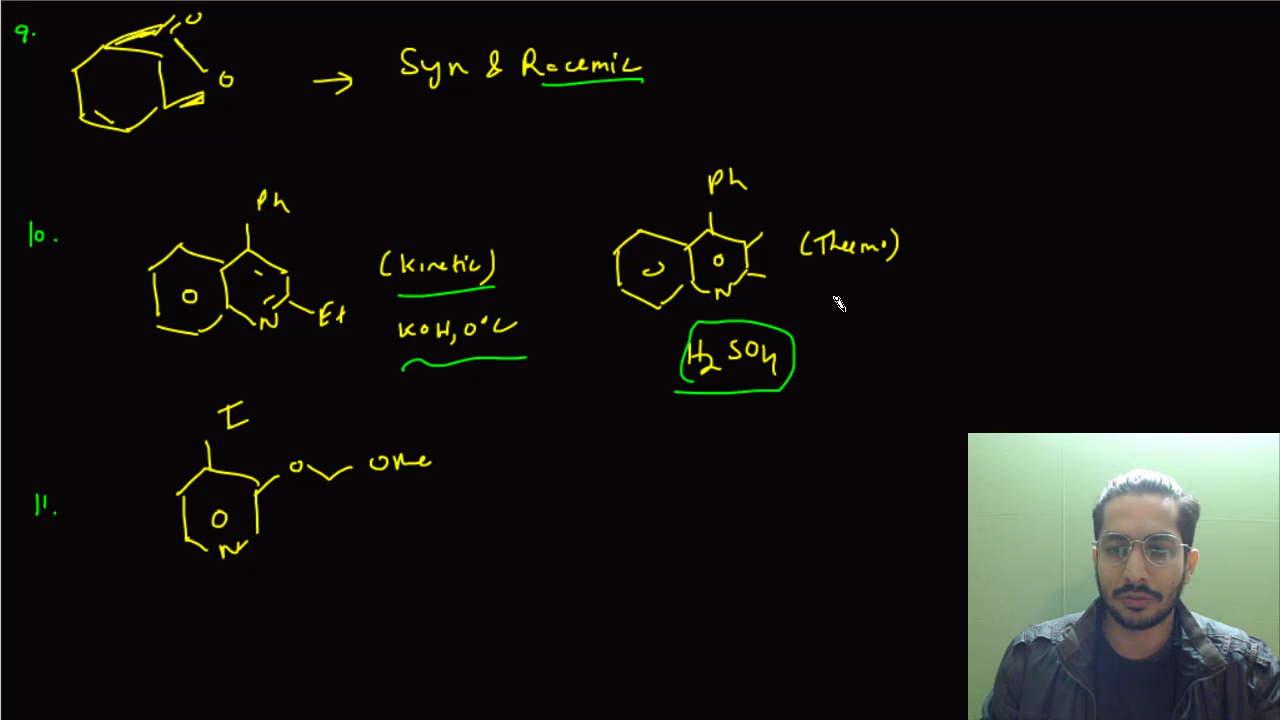 9.
O
O
→ Syn & Racemic
10.
Ph
N
Et
(Kinetic)
KOH, 0°C
Ph
N
(Thermo)
H2SO4
11.
I
O
OMe
N